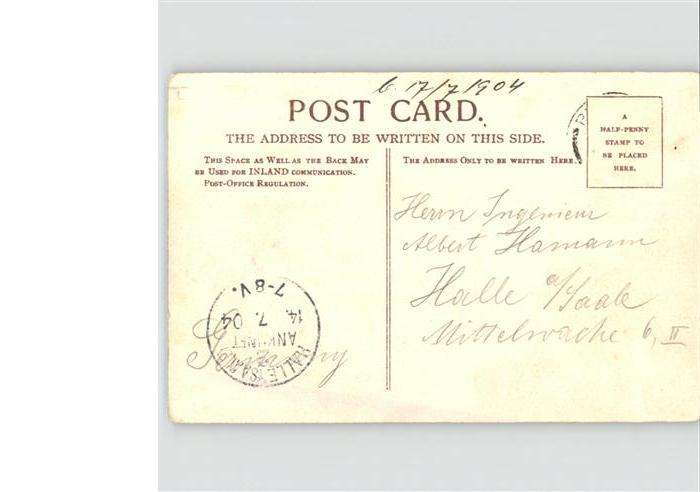 b 17/7 1904
POST CARD.
THE ADDRESS TO BE WRITTEN ON THIS SIDE.
THIS SPACE AS WELL AS THE BACK MAY
BE USED FOR INLAND COMMUNICATION.
POST-OFFICE REGULATION.
THE ADDRESS ONLY TO BE WRITTEN HERE.
A
HALF-PENNY
STAMP TO
BE PLACED
HERE.
Herrn Ingenieur
Albert Hamann
Halle a/Saale
Mittelwache 6, II
Germany
HALLE (SAALE)
ANKUNFT
14. 7. 04
7-8V.